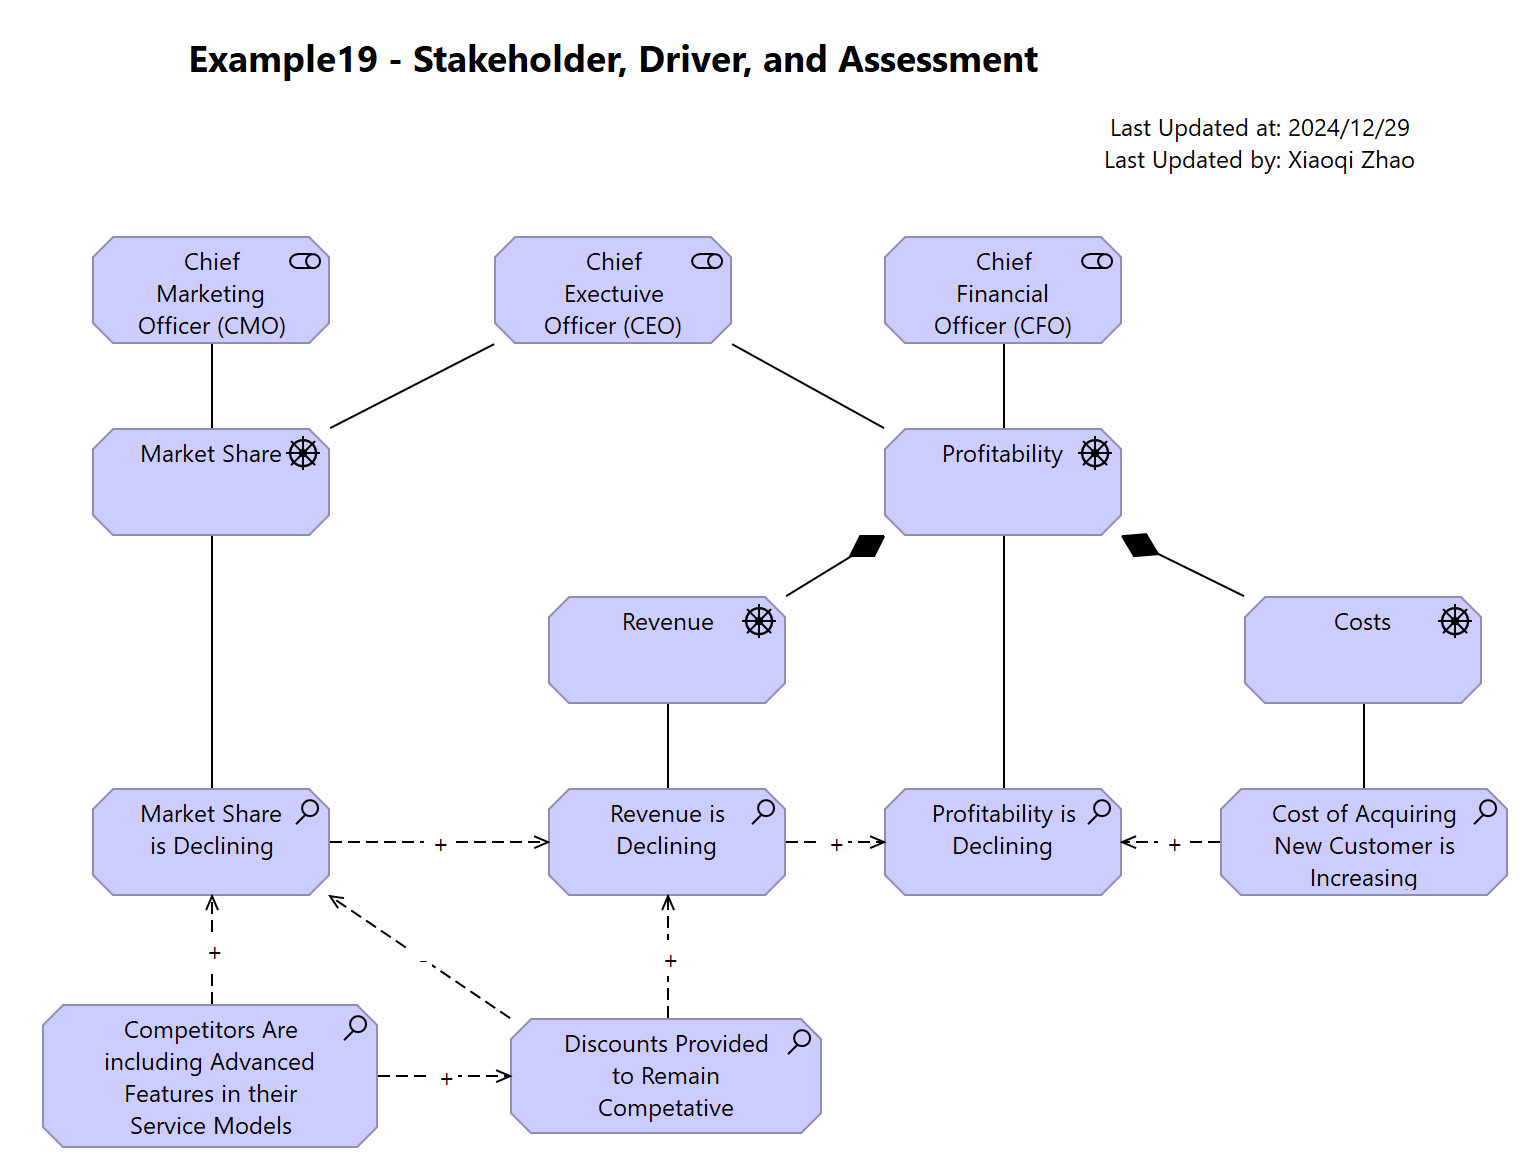 Example19 - Stakeholder, Driver, and Assessment
Last Updated at: 2024/12/29
Last Updated by: Xiaoqi Zhao
Chief
Marketing
Officer (CMO)
Chief
Exectuive
Officer (CEO)
Chief
Financial
Officer (CFO)
Market Share
Profitability
Revenue
Costs
Market Share
is Declining
+
Revenue is
Declining
+
Profitability is
Declining
+
Cost of Acquiring
New Customer is
Increasing
+
-
+
Competitors Are
including Advanced
Features in their
Service Models
+
Discounts Provided
to Remain
Competative